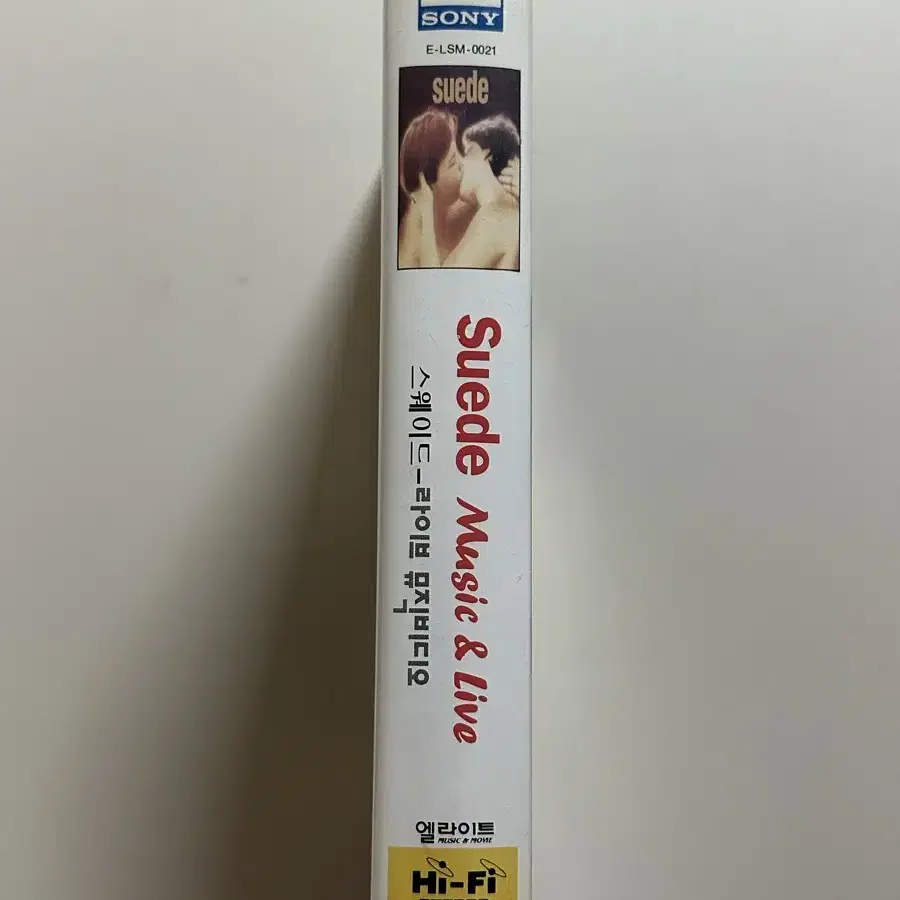 SONY
E-LSM-0021
suede
Suede Music & Live
스웨이드-라이브 뮤직비디오
엘라이트
MUSIC & MOVIE
Hi-Fi